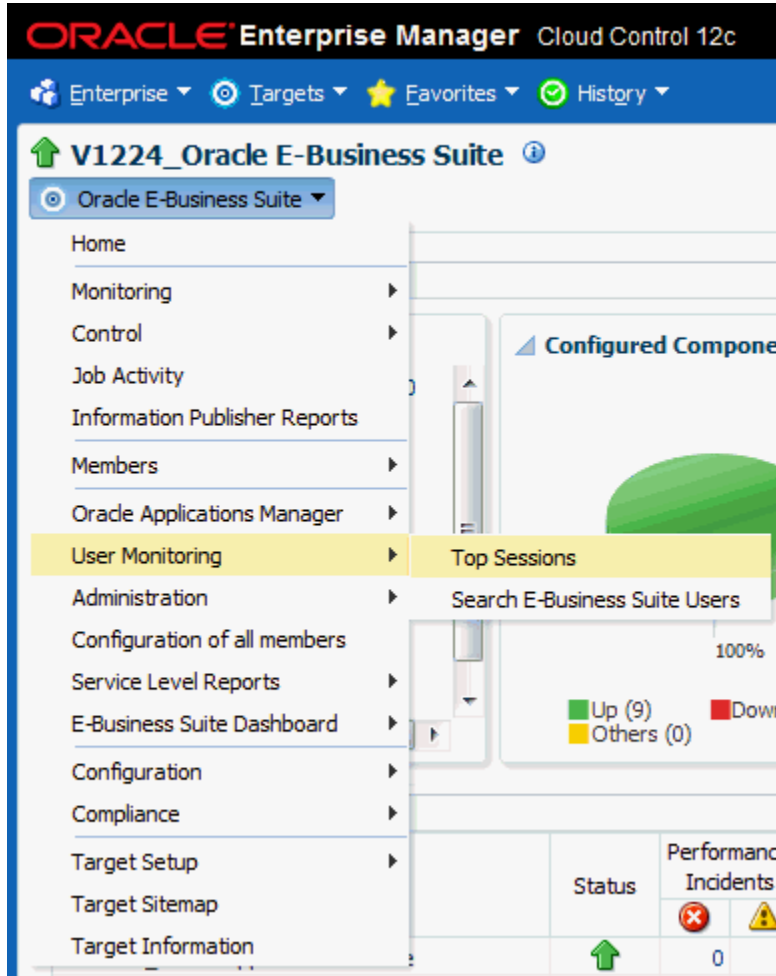 ORACLE Enterprise Manager Cloud Control 12c
Enterprise Targets Favorites History
V1224_Oracle E-Business Suite
Oracle E-Business Suite
Home
Monitoring
Control
Job Activity
Information Publisher Reports
Members
Oracle Applications Manager
User Monitoring
Administration
Configuration of all members
Service Level Reports
E-Business Suite Dashboard
Configuration
Compliance
Target Setup
Target Sitemap
Target Information
Top Sessions
Search E-Business Suite Users
Configured Compone
100%
Up (9) Down
Others (0)
Status
Performanc
Incidents
0